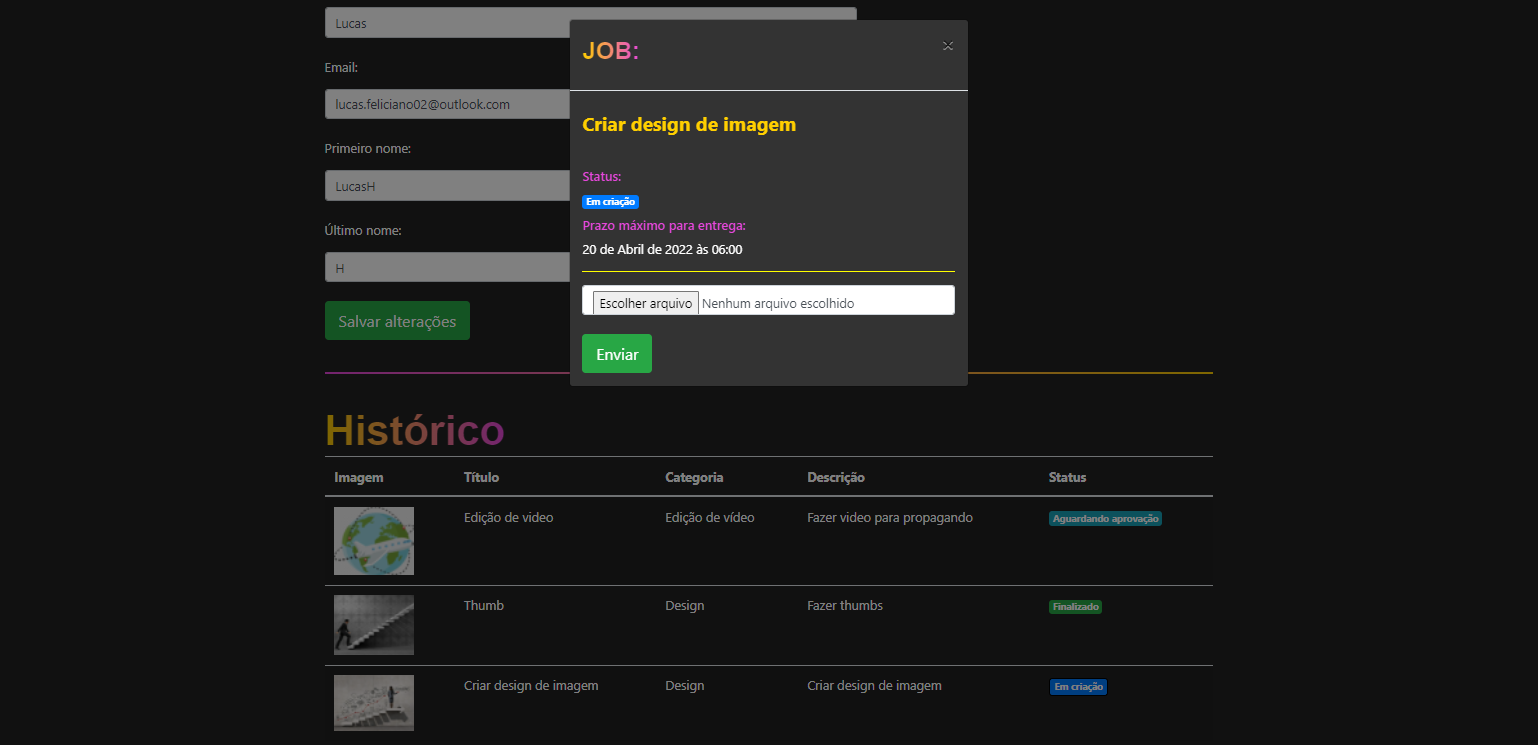 Lucas
Email:
lucas.feliciano02@outlook.com
Primeiro nome:
LucasH
Último nome:
H
Salvar alterações
JOB:
×
Criar design de imagem
Status:
Em criação
Prazo máximo para entrega:
20 de Abril de 2022 às 06:00
Escolher arquivo Nenhum arquivo escolhido
Enviar
Histórico
Imagem Título Categoria Descrição Status
Edição de video Edição de vídeo Fazer video para propagando Aguardando aprovação
Thumb Design Fazer thumbs Finalizado
Criar design de imagem Design Criar design de imagem Em criação